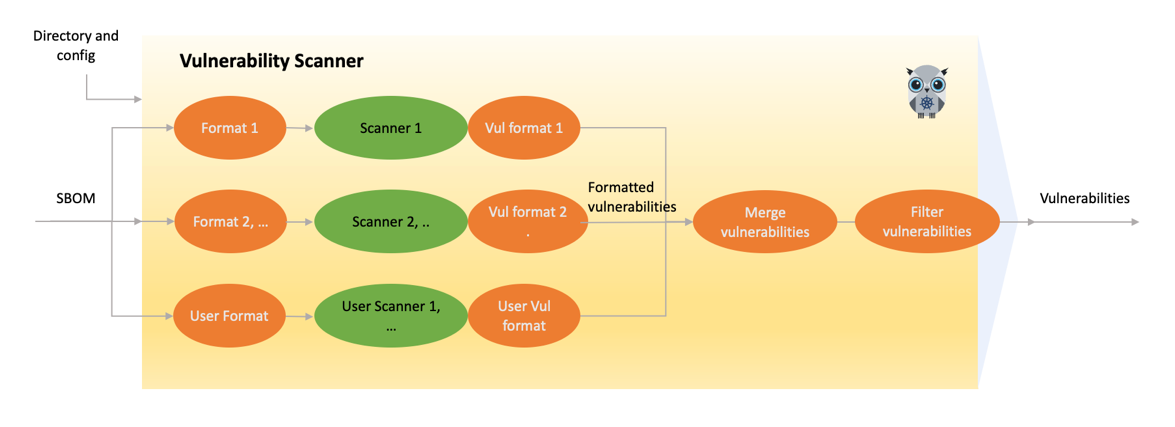 Directory and
config
Vulnerability Scanner
Format 1
Scanner 1
Vul format 1
SBOM
Format 2, ...
Scanner 2, ..
Vul format 2
.
Formatted
vulnerabilities
Merge
vulnerabilities
Filter
vulnerabilities
Vulnerabilities
User Format
User Scanner 1,
...
User Vul
format